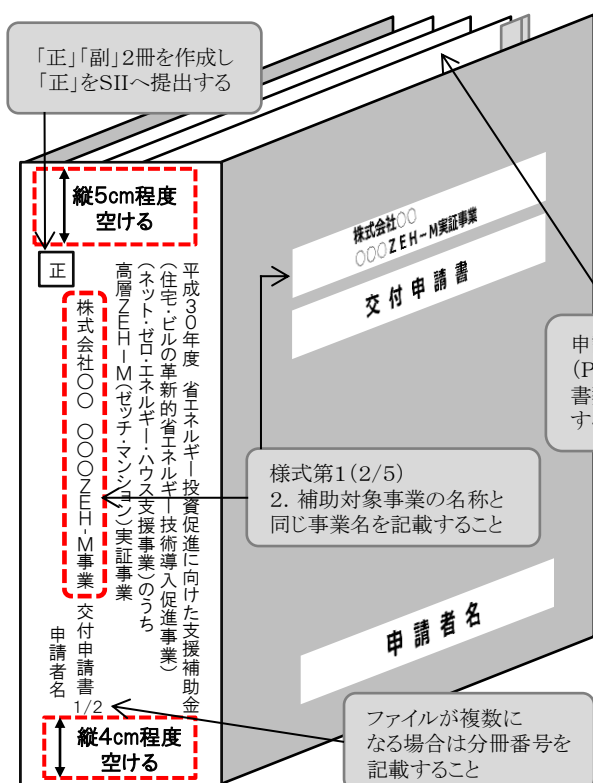 「正」「副」2冊を作成し
「正」をSIIへ提出する
縦5cm程度
空ける
正
平成30年度 省エネルギー投資促進に向けた支援補助金
(住宅・ビルの革新的省エネルギー技術導入促進事業)
(ネット・ゼロ・エネルギー・ハウス支援事業)のうち
高層ZEH-M(ゼッチ・マンション)実証事業
株式会社○○ ○○○ZEH-M事業 交付申請書
1/2
申請者名
縦4cm程度
空ける
株式会社○○
○○○ZEH-M実証事業
交付申請書
申請者名
様式第1(2/5)
2. 補助対象事業の名称と
同じ事業名を記載すること
ファイルが複数に
なる場合は分冊番号を
記載すること
申
(P
書
す